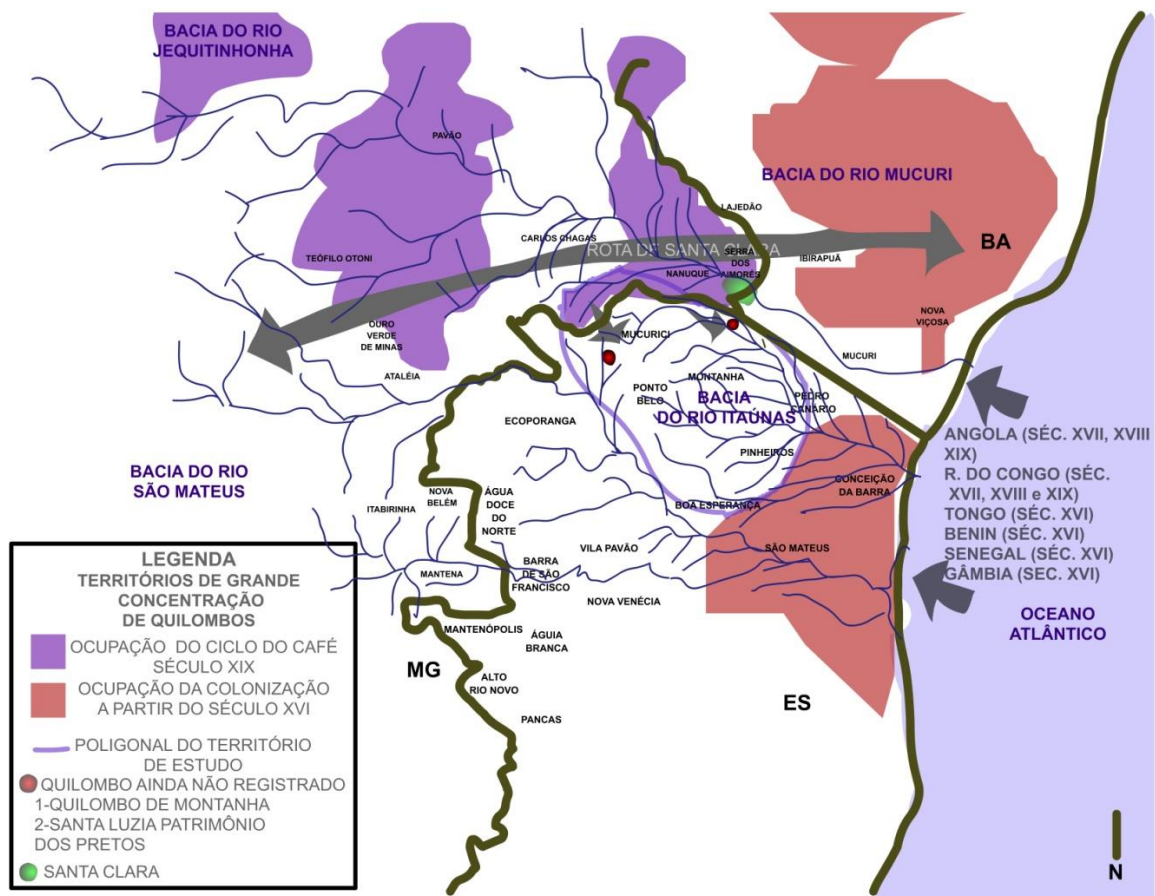 BACIA DO RIO
JEQUITINHONHA
PAVÃO
BACIA DO RIO MUCURI
LAJEDÃO
CARLOS CHAGAS
ROTA DE SANTA CLARA
SERRA
DOS
AIMORÉS
BA
TEÓFILO OTONI
IBIRAPUÃ
NANUQUE
NOVA
VIÇOSA
OURO
VERDE
DE MINAS
MUCURICI
MUCURI
ATALÉIA
MONTANHA
PONTO
BELO
BACIA
DO RIO ITAÚNAS
PEDRO
CANÁRIO
ECOPORANGA
ANGOLA (SÉC. XVII, XVIII
XIX)
R. DO CONGO (SÉC.
XVII, XVIII e XIX)
TONGO (SÉC. XVI)
BENIN (SÉC. XVI)
SENEGAL (SÉC. XVI)
GÂMBIA (SEC. XVI)
PINHEIROS
BACIA DO RIO
SÃO MATEUS
CONCEIÇÃO
DA BARRA
NOVA
BELÉM
ÁGUA
DOCE
DO
NORTE
ITABIRINHA
BOA ESPERANÇA
VILA PAVÃO
SÃO MATEUS
BARRA
DE SÃO
FRANCISCO
MANTENA
NOVA VENÉCIA
OCEANO
ATLÂNTICO
MANTENÓPOLIS
ÁGUIA
BRANCA
MG
ALTO
RIO NOVO
ES
PANCAS
LEGENDA
TERRITÓRIOS DE GRANDE
CONCENTRAÇÃO
DE QUILOMBOS
OCUPAÇÃO DO CICLO DO CAFÉ
SÉCULO XIX
OCUPAÇÃO DA COLONIZAÇÃO
A PARTIR DO SÉCULO XVI
POLIGONAL DO TERRITÓRIO
DE ESTUDO
QUILOMBO AINDA NÃO REGISTRADO
1-QUILOMBO DE MONTANHA
2-SANTA LUZIA PATRIMÔNIO
DOS PRETOS
SANTA CLARA
N